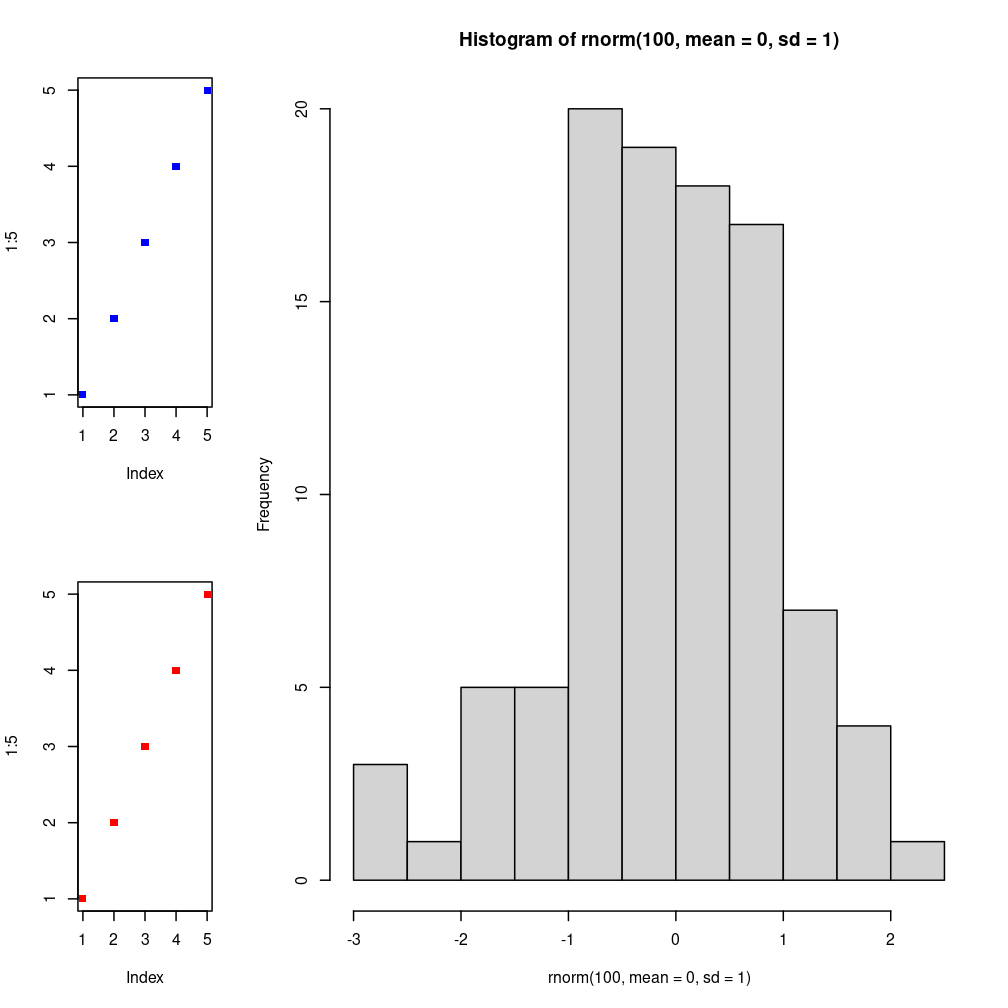 Histogram of rnorm(100, mean = 0, sd = 1)
1:5
5
4
3
2
1
1 2 3 4 5
Index
1:5
5
4
3
2
1
1 2 3 4 5
Index
Frequency
20
15
10
5
0
-3 -2 -1 0 1 2
rnorm(100, mean = 0, sd = 1)